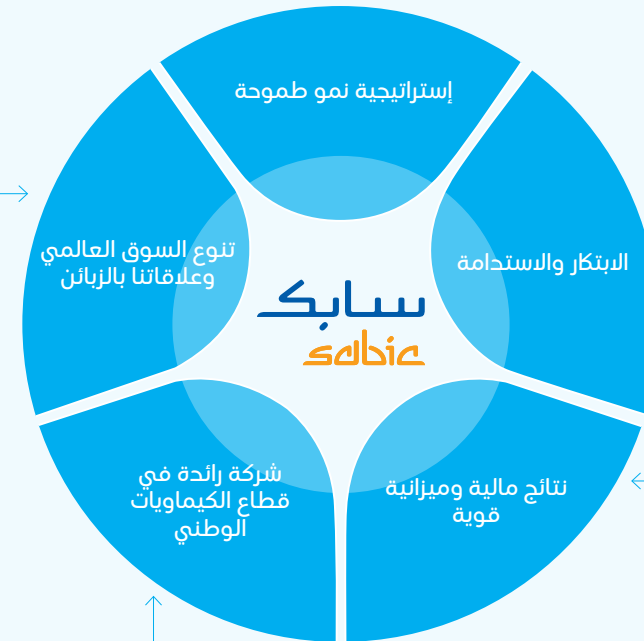 إستراتيجية نمو طموحة
الابتكار والاستدامة
تنوع السوق العالمي
وعلاقاتنا بالزبائن
سابك
sabic
نتائج مالية وميزانية
قوية
شركة رائدة في
قطاع الكيماويات
الوطني